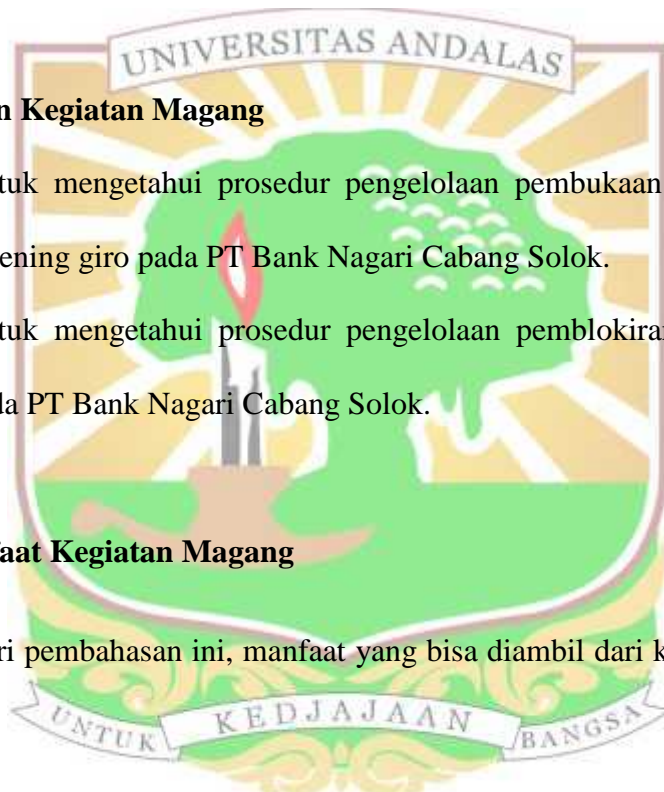 UNIVERSITAS ANDALAS
n Kegiatan Magang
tuk mengetahui prosedur pengelolaan pembukaan
ening giro pada PT Bank Nagari Cabang Solok.
tuk mengetahui prosedur pengelolaan pemblokiran
da PT Bank Nagari Cabang Solok.
faat Kegiatan Magang
ri pembahasan ini, manfaat yang bisa diambil dari k
UNTUK KEDJAJAAN BANGSA